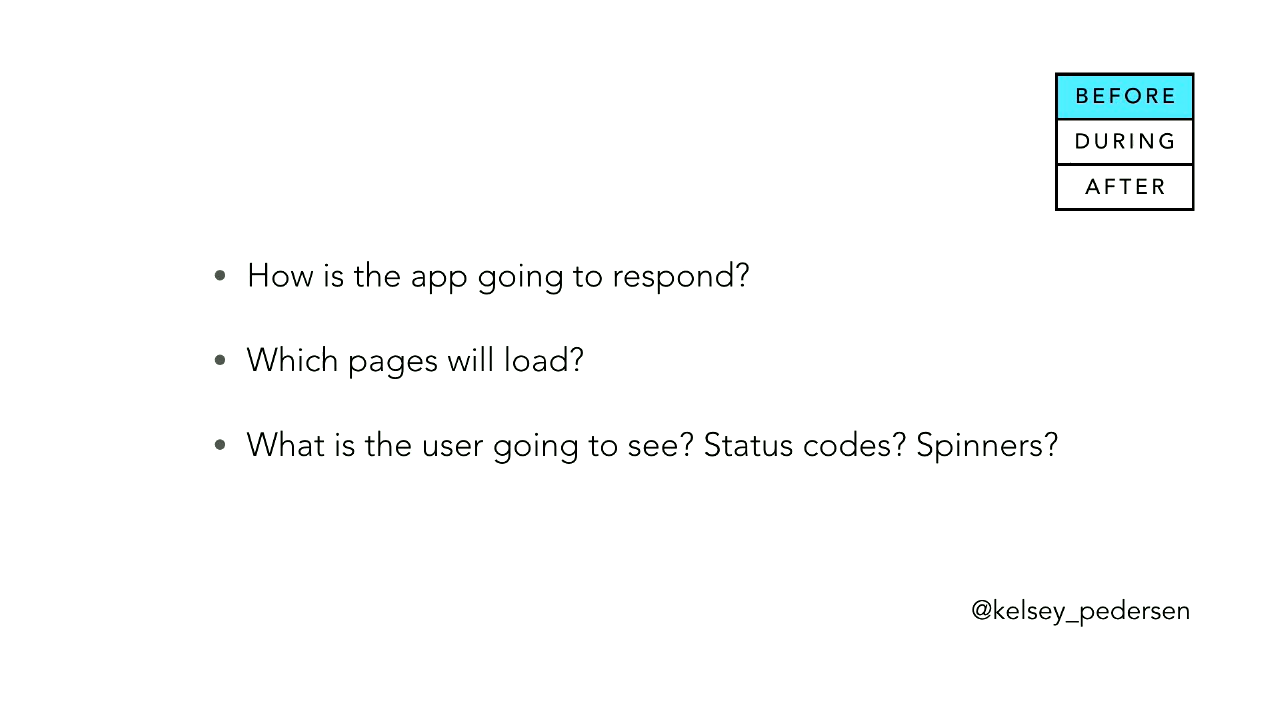 BEFORE
DURING
AFTER
• How is the app going to respond?
• Which pages will load?
• What is the user going to see? Status codes? Spinners?
@kelsey_pedersen